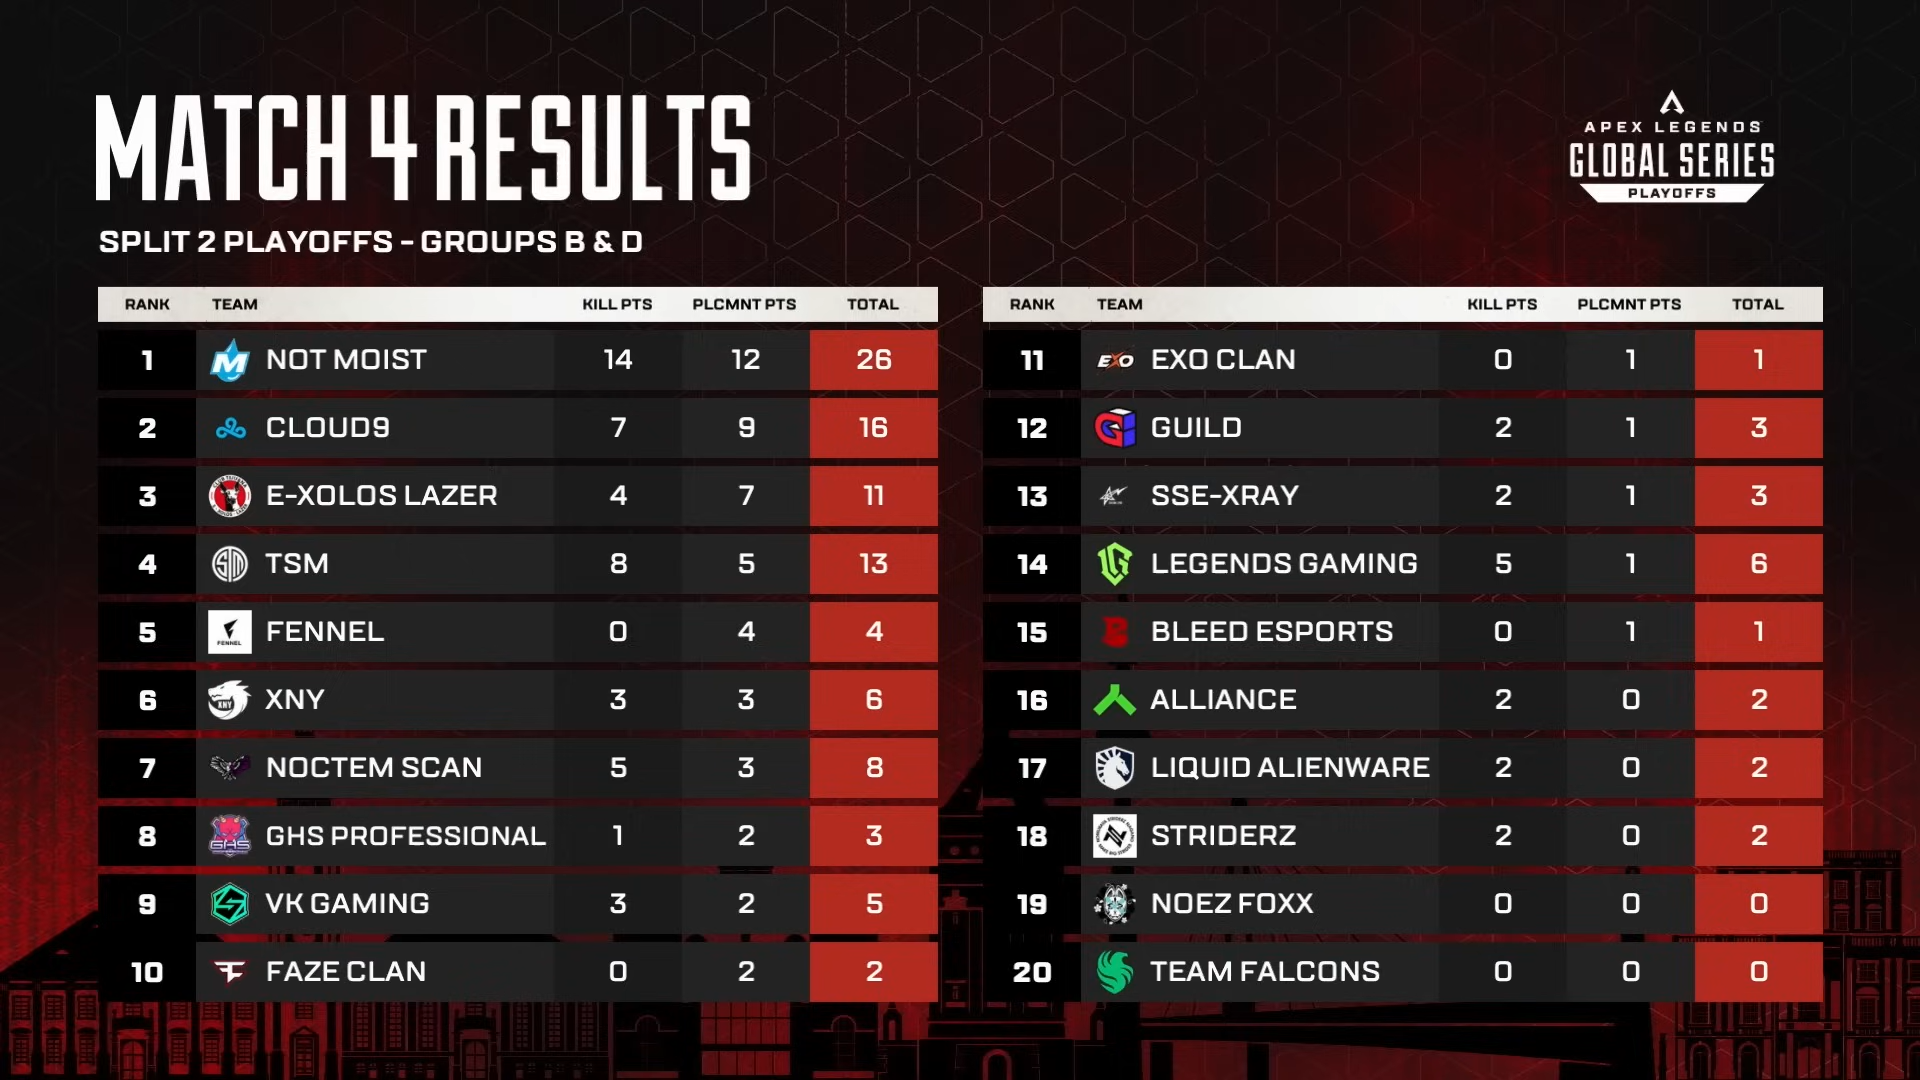 MATCH 4 RESULTS
SPLIT 2 PLAYOFFS - GROUPS B & D
APEX LEGENDS
GLOBAL SERIES
PLAYOFFS
RANK TEAM KILL PTS PLCMNT PTS TOTAL
1 NOT MOIST 14 12 26
2 CLOUD9 7 9 16
3 E-XOLOS LAZER 4 7 11
4 TSM 8 5 13
5 FENNEL FENNEL 0 4 4
6 XNY XNY 3 3 6
7 NOCTEM SCAN 5 3 8
8 GHS GHS PROFESSIONAL 1 2 3
9 VK GAMING 3 2 5
10 FAZE CLAN 0 2 2
RANK TEAM KILL PTS PLCMNT PTS TOTAL
11 EXO EXO CLAN 0 1 1
12 GUILD 2 1 3
13 SSE-XRAY 2 1 3
14 LEGENDS GAMING 5 1 6
15 BLEED ESPORTS 0 1 1
16 ALLIANCE 2 0 2
17 LIQUID ALIENWARE 2 0 2
18 STRIDERZ 2 0 2
19 NOEZ FOXX 0 0 0
20 TEAM FALCONS 0 0 0